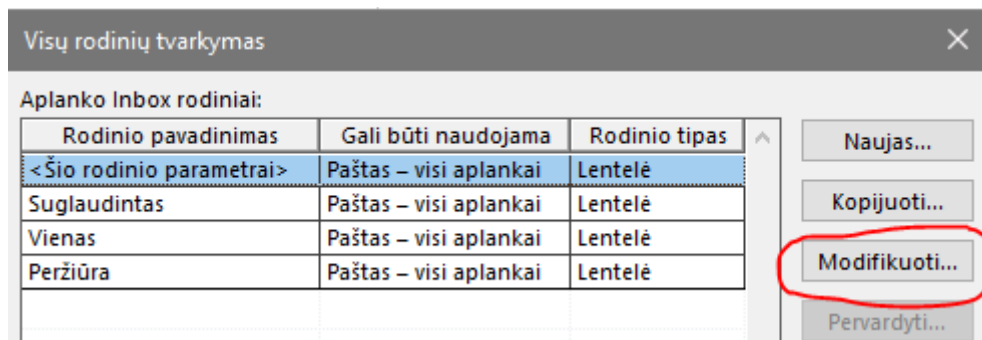 Visų rodinių tvarkymas
Aplanko Inbox rodiniai:
Rodinio pavadinimas Gali būti naudojama Rodinio tipas
<Šio rodinio parametrai> Paštas – visi aplankai Lentelė
Suglaudintas Paštas – visi aplankai Lentelė
Vienas Paštas – visi aplankai Lentelė
Peržiūra Paštas – visi aplankai Lentelė
Naujas...
Kopijuoti...
Modifikuoti...
Pervardyti...